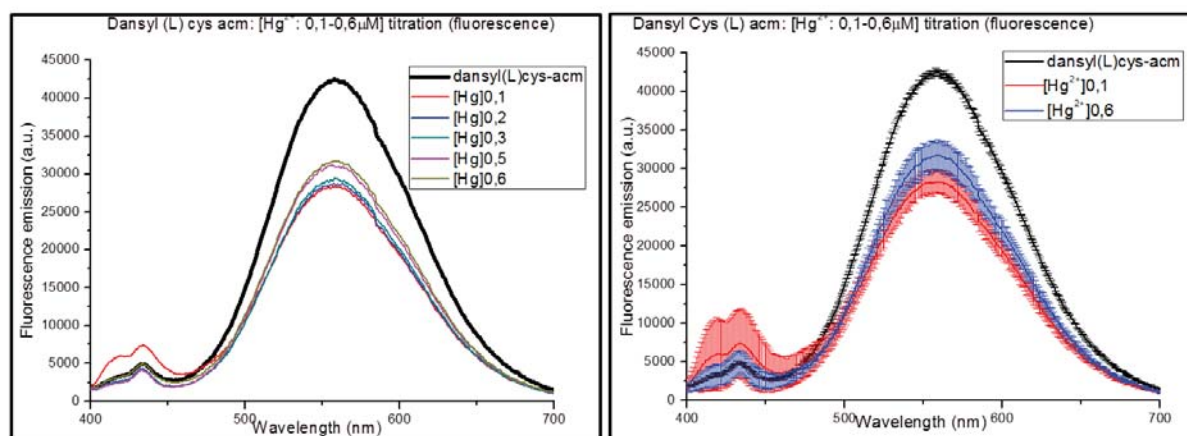 Dansyl (L) cys acm: [Hg²⁺: 0,1-0,6µM] titration (fluorescence)
45000
40000
35000
30000
25000
20000
15000
10000
5000
0
Fluorescence emission (a.u.)
dansyl(L)cys-acm
[Hg]0,1
[Hg]0,2
[Hg]0,3
[Hg]0,5
[Hg]0,6
400
500
600
700
Wavelength (nm)
Dansyl Cys (L) acm: [Hg²⁺: 0,1-0,6µM] titration (fluorescence)
45000
40000
35000
30000
25000
20000
15000
10000
5000
0
Fluorescence emission (a.u.)
dansyl(L)cys-acm
[Hg²⁺]0,1
[Hg²⁺]0,6
400
500
600
700
Wavelength (nm)